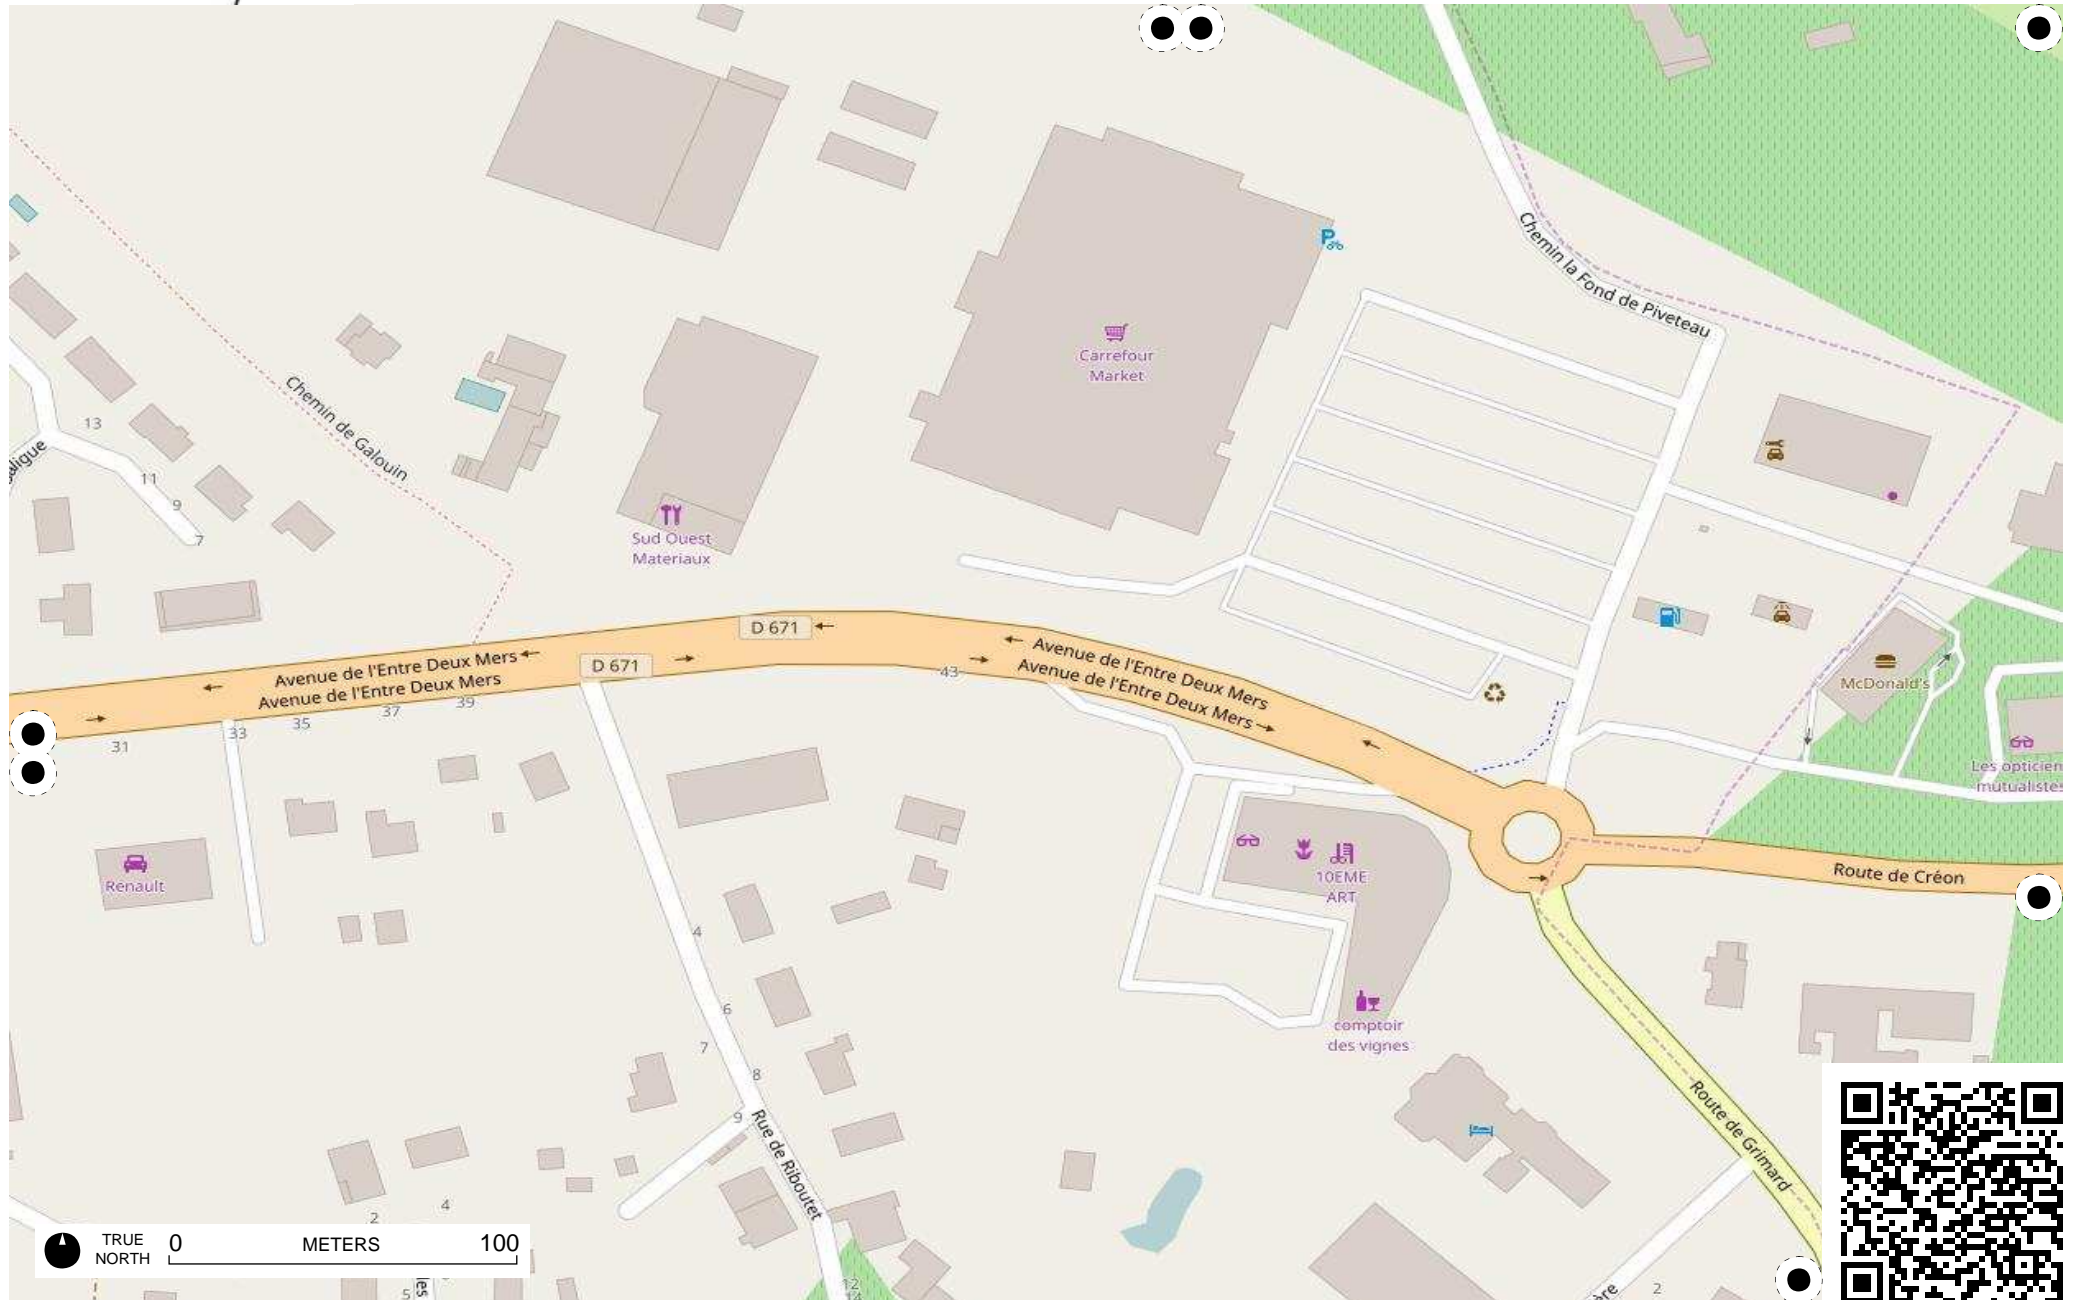 Chemin la Fond de Piveteau
Carrefour
Market
Chemin de Galouin
13
11
9
7
Sud Ouest
Materiaux
D 671
D 671
Avenue de l'Entre Deux Mers
Avenue de l'Entre Deux Mers
Avenue de l'Entre Deux Mers
Avenue de l'Entre Deux Mers
McDonald's
43
39
37
35
33
31
Les opticien
mutualistes
Renault
10EME
ART
Route de Créon
4
6
7
8
9
comptoir
des vignes
Route de Grimard
Rue de Riboutet
4
2
TRUE
NORTH
0
METERS
100
5
les
12
2
ère